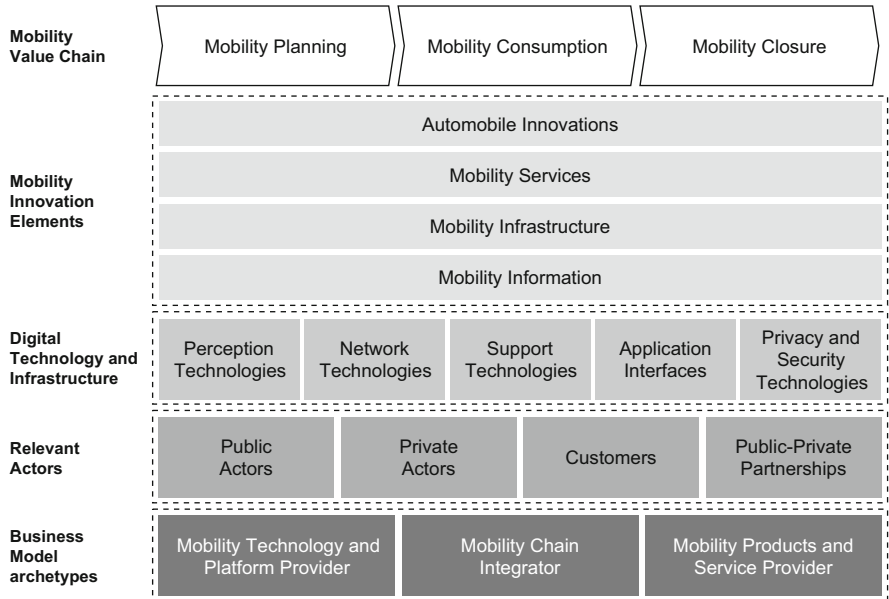 Mobility
Value Chain
Mobility Planning
Mobility Consumption
Mobility Closure
Mobility
Innovation
Elements
Automobile Innovations
Mobility Services
Mobility Infrastructure
Mobility Information
Digital
Technology and
Infrastructure
Perception
Technologies
Network
Technologies
Support
Technologies
Application
Interfaces
Privacy and
Security
Technologies
Relevant
Actors
Public
Actors
Private
Actors
Customers
Public-Private
Partnerships
Business
Model
archetypes
Mobility Technology and
Platform Provider
Mobility Chain
Integrator
Mobility Products and
Service Provider